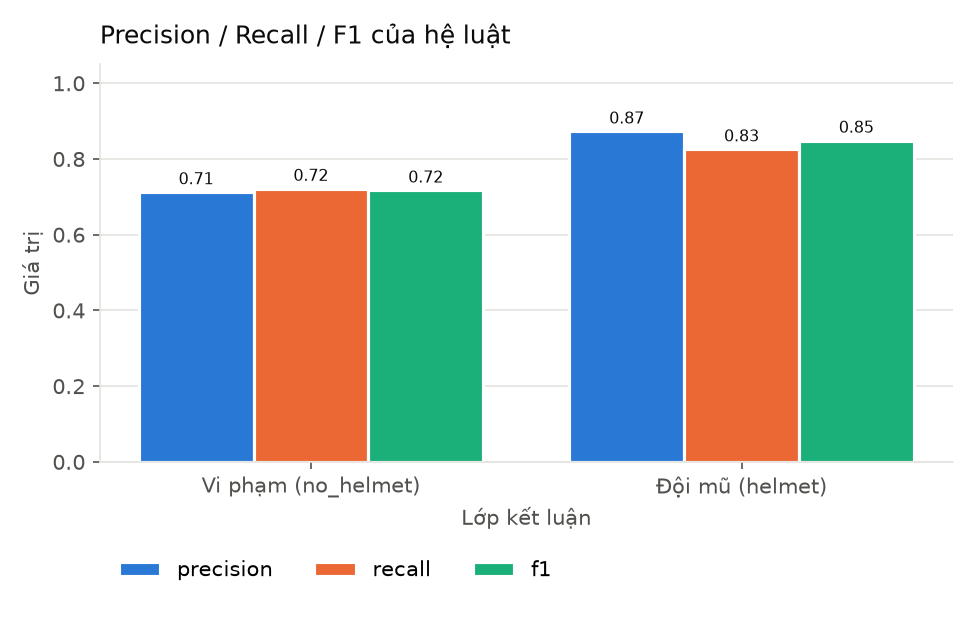 Precision / Recall / F1 của hệ luật
Giá trị
1.0
0.8
0.6
0.4
0.2
0.0
0.71
0.72
0.72
0.87
0.83
0.85
Vi phạm (no_helmet)
Đội mũ (helmet)
Lớp kết luận
precision
recall
f1